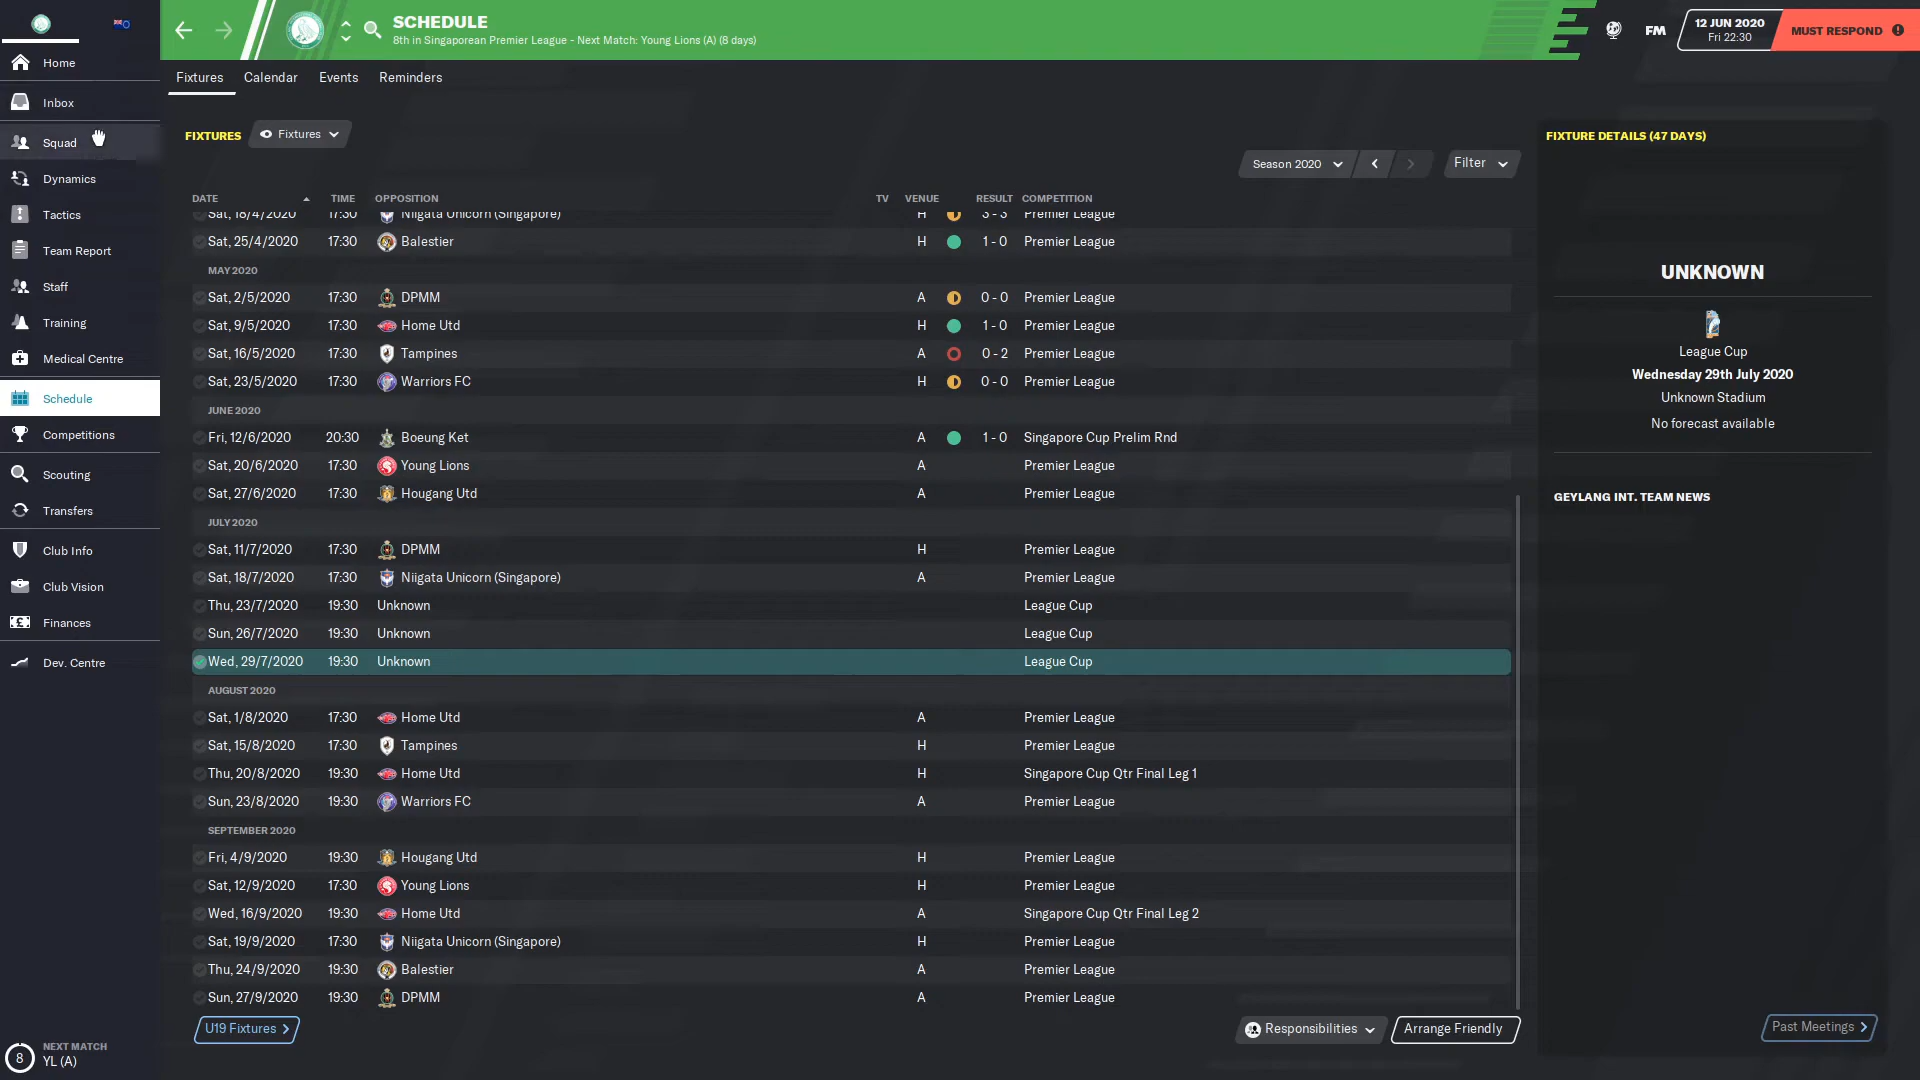 SCHEDULE
8th in Singaporean Premier League - Next Match: Young Lions (A) (8 days)
FM
12 JUN 2020
Fri 22:30
MUST RESPOND
Home
Inbox
Squad
Dynamics
Tactics
Team Report
Staff
Training
Medical Centre
Schedule
Competitions
Scouting
Transfers
Club Info
Club Vision
Finances
Dev. Centre
8
NEXT MATCH
YL (A)
Fixtures Calendar Events Reminders
FIXTURES Fixtures
Season 2020 Filter
DATE TIME OPPOSITION TV VENUE RESULT COMPETITION
Sat, 18/4/2020 17:30 Niigata Unicorn (Singapore) H 3 - 3 Premier League
Sat, 25/4/2020 17:30 Balestier H 1 - 0 Premier League
MAY 2020
Sat, 2/5/2020 17:30 DPMM A 0 - 0 Premier League
Sat, 9/5/2020 17:30 Home Utd H 1 - 0 Premier League
Sat, 16/5/2020 17:30 Tampines A 0 - 2 Premier League
Sat, 23/5/2020 17:30 Warriors FC H 0 - 0 Premier League
JUNE 2020
Fri, 12/6/2020 20:30 Boeung Ket A 1 - 0 Singapore Cup Prelim Rnd
Sat, 20/6/2020 17:30 Young Lions A Premier League
Sat, 27/6/2020 17:30 Hougang Utd A Premier League
JULY 2020
Sat, 11/7/2020 17:30 DPMM H Premier League
Sat, 18/7/2020 17:30 Niigata Unicorn (Singapore) A Premier League
Thu, 23/7/2020 19:30 Unknown League Cup
Sun, 26/7/2020 19:30 Unknown League Cup
Wed, 29/7/2020 19:30 Unknown League Cup
AUGUST 2020
Sat, 1/8/2020 17:30 Home Utd A Premier League
Sat, 15/8/2020 17:30 Tampines H Premier League
Thu, 20/8/2020 19:30 Home Utd H Singapore Cup Qtr Final Leg 1
Sun, 23/8/2020 19:30 Warriors FC A Premier League
SEPTEMBER 2020
Fri, 4/9/2020 19:30 Hougang Utd H Premier League
Sat, 12/9/2020 17:30 Young Lions H Premier League
Wed, 16/9/2020 19:30 Home Utd A Singapore Cup Qtr Final Leg 2
Sat, 19/9/2020 17:30 Niigata Unicorn (Singapore) H Premier League
Thu, 24/9/2020 19:30 Balestier A Premier League
Sun, 27/9/2020 19:30 DPMM A Premier League
U19 Fixtures Responsibilities Arrange Friendly
FIXTURE DETAILS (47 DAYS)
UNKNOWN
League Cup
Wednesday 29th July 2020
Unknown Stadium
No forecast available
GEYLANG INT. TEAM NEWS
Past Meetings